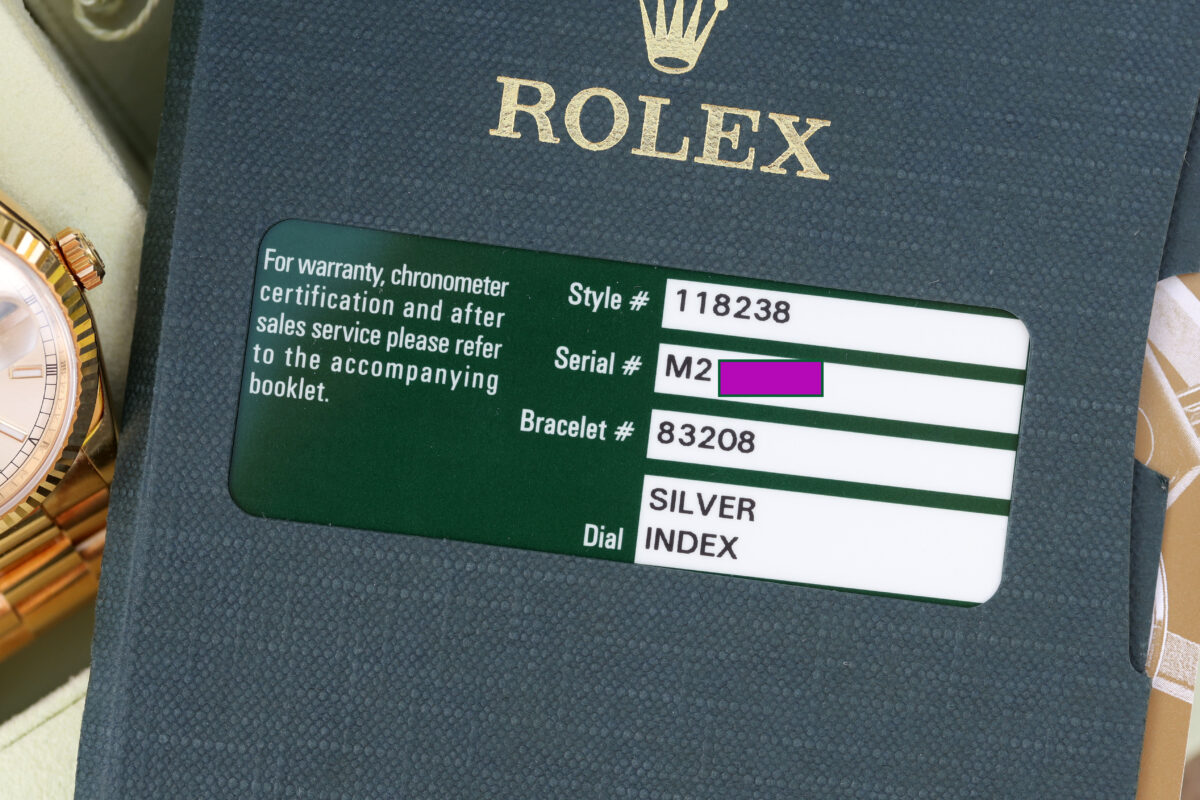 ROLEX
For warranty, chronometer
certification and after
sales service please refer
to the accompanying
booklet.
Style # 118238
Serial # M2
Bracelet # 83208
Dial SILVER
INDEX